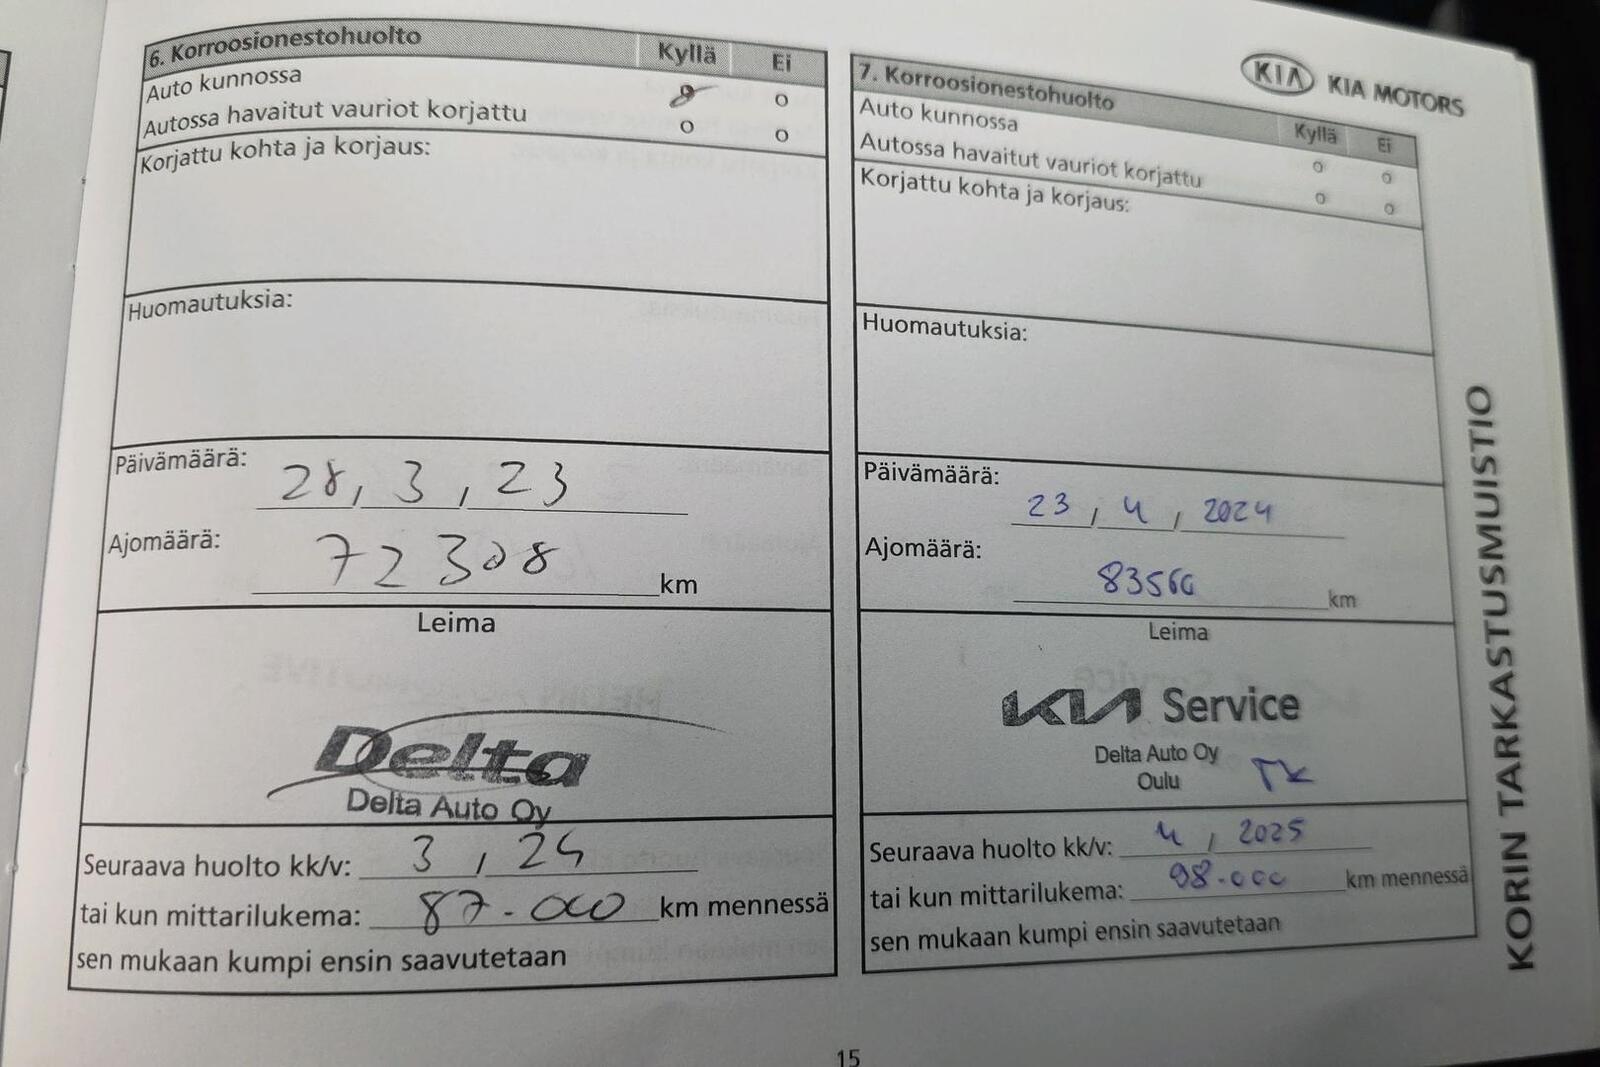 6. Korroosionestohuolto Kyllä Ei
Auto kunnossa o
Autossa havaitut vauriot korjattu o o
Korjattu kohta ja korjaus:
Huomautuksia:
Päivämäärä: 28, 3, 23
Ajomäärä: 72308 km
Leima
Delta
Delta Auto Oy
Seuraava huolto kk/v: 3, 24
tai kun mittarilukema: 87.000 km mennessä
sen mukaan kumpi ensin saavutetaan
KIA KIA MOTORS
7. Korroosionestohuolto Kyllä Ei
Auto kunnossa o o
Autossa havaitut vauriot korjattu o o
Korjattu kohta ja korjaus:
Huomautuksia:
Päivämäärä: 23, 4, 2024
Ajomäärä: km
Leima
KIA Service
Delta Auto Oy
Oulu TK
Seuraava huolto kk/v: 4, 2025
tai kun mittarilukema: 98.000 km mennessä
sen mukaan kumpi ensin saavutetaan
KORIN TARKASTUSMUISTIO
15